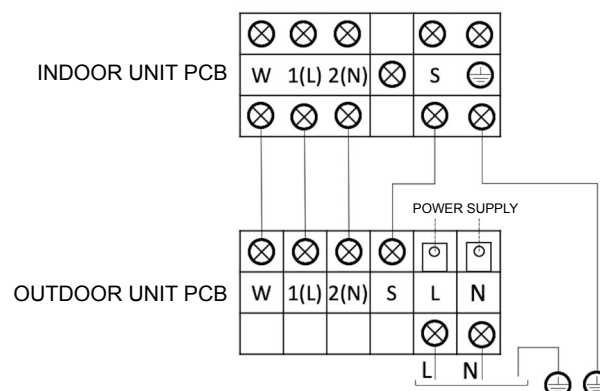 INDOOR UNIT PCB
W 1(L) 2(N) S
POWER SUPPLY
OUTDOOR UNIT PCB
W 1(L) 2(N) S L N
L N